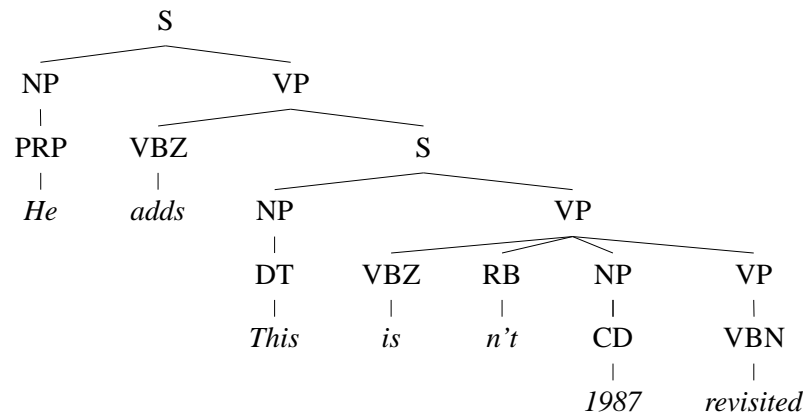 S
NP VP
PRP VBZ S
He adds NP VP
DT VBZ RB NP VP
This is n't CD VBN
1987 revisited